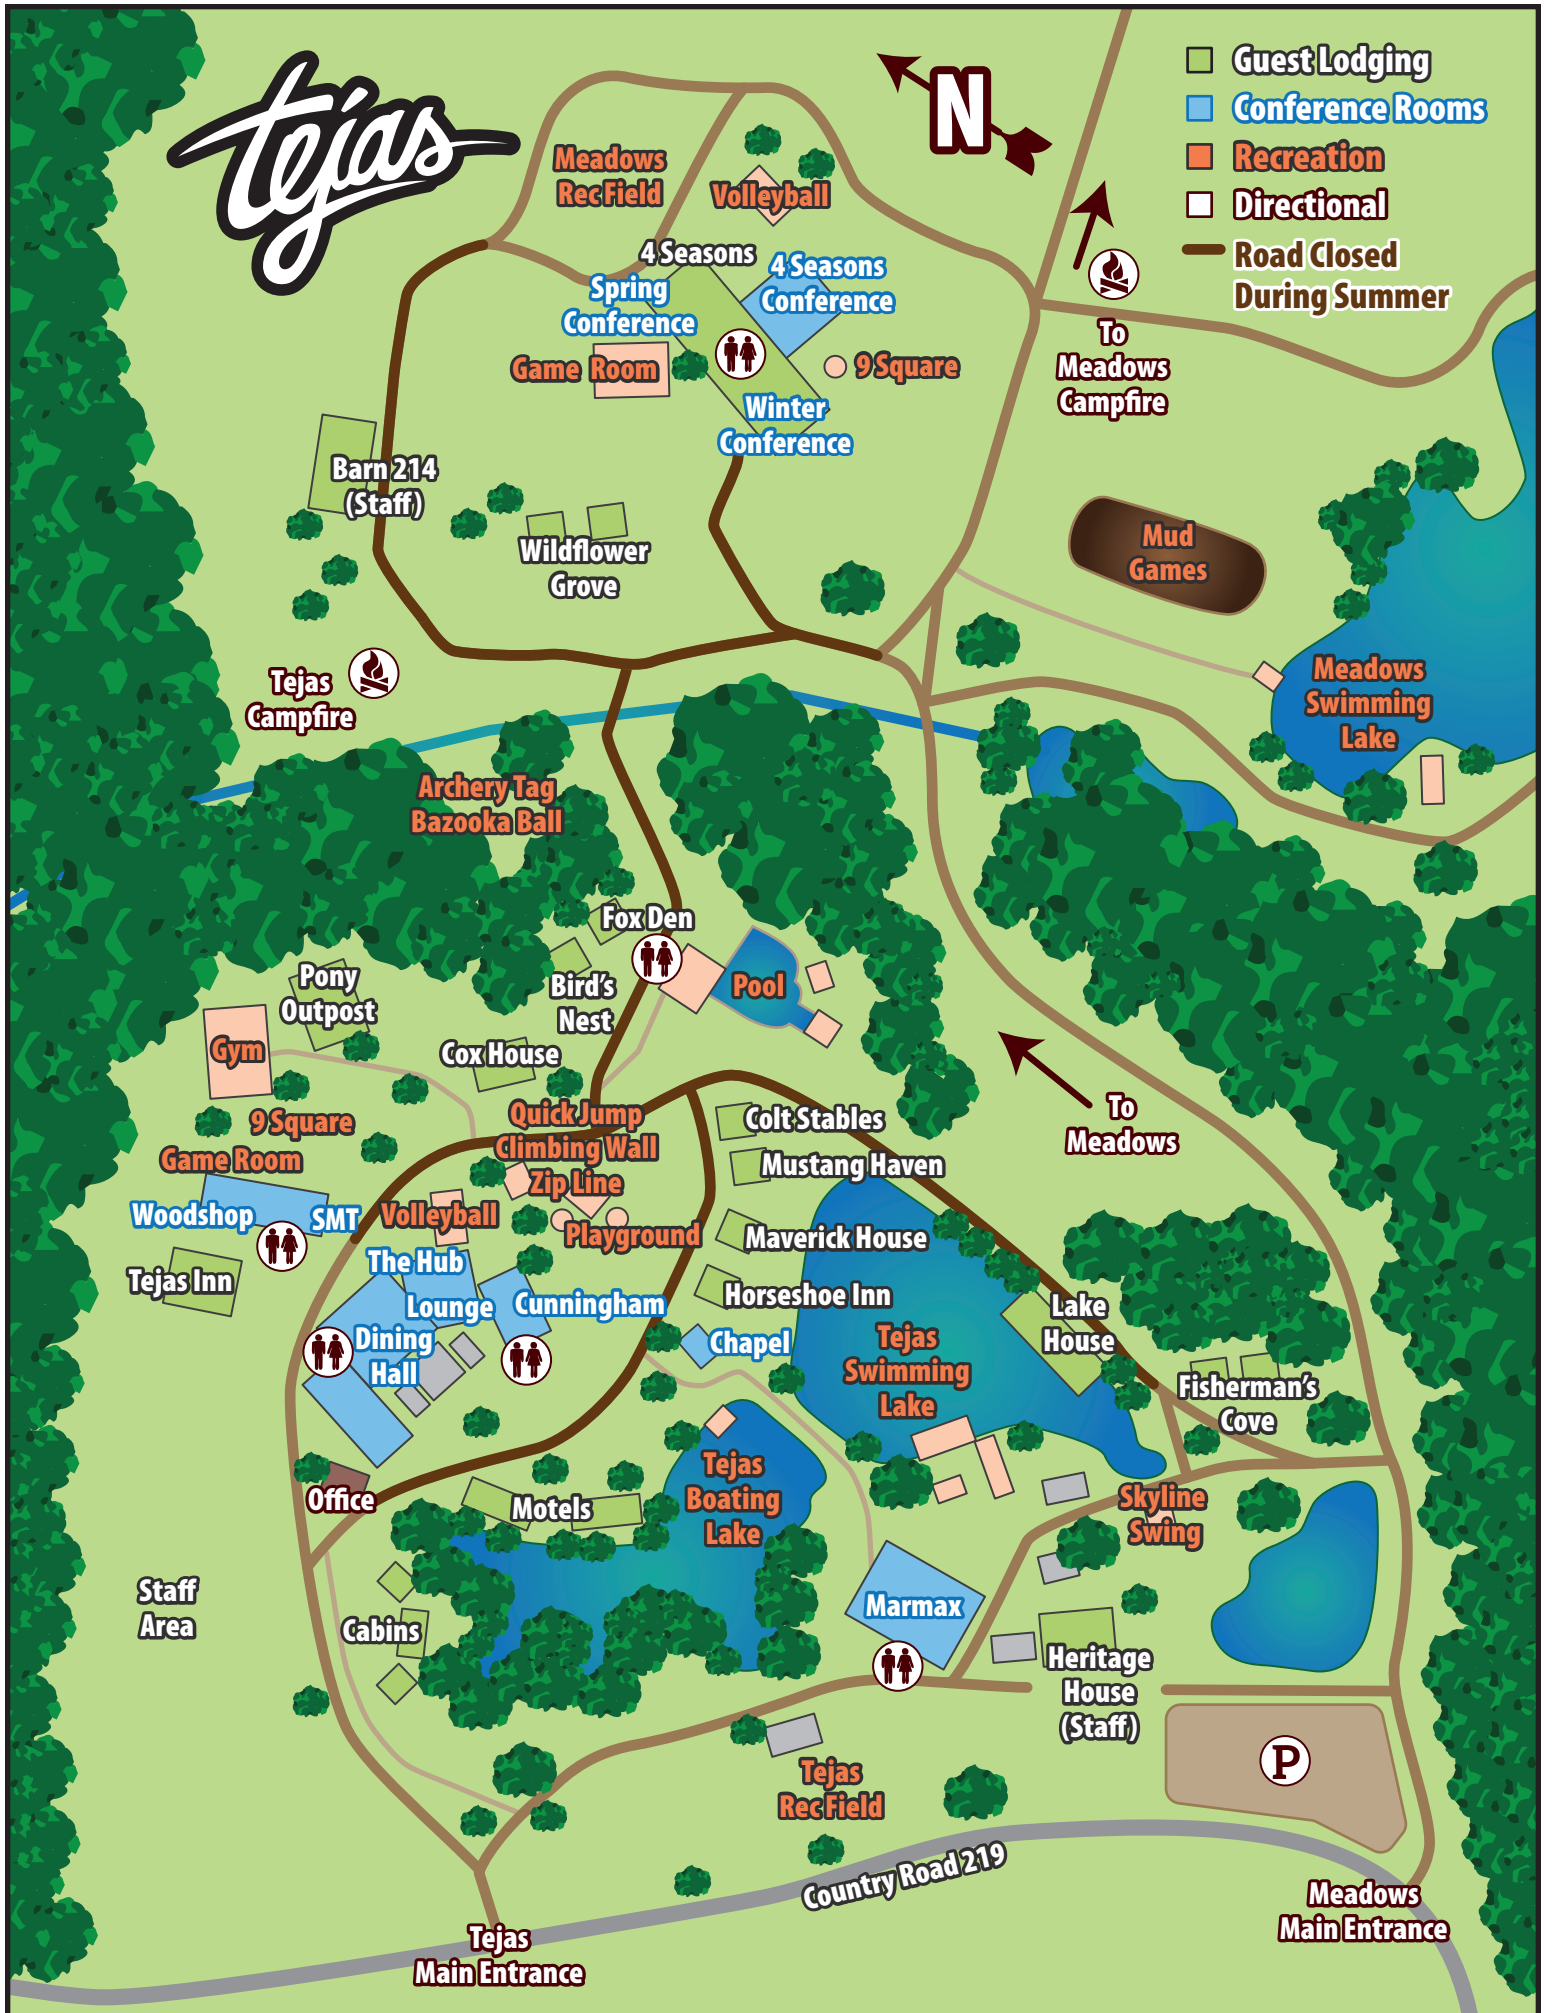 Tejas
N
Guest Lodging
Conference Rooms
Recreation
Directional
Road Closed
During Summer
Meadows
Rec Field
Volleyball
4 Seasons
4 Seasons
Conference
Spring
Conference
Game Room
9 Square
Winter
Conference
To
Meadows
Campfire
Barn 214
(Staff)
Wildflower
Grove
Mud
Games
Tejas
Campfire
Meadows
Swimming
Lake
Archery Tag
Bazooka Ball
Fox Den
Bird's
Nest
Pool
Pony
Outpost
Gym
Cox House
To
Meadows
9 Square
Game Room
Quick Jump
Climbing Wall
Zip Line
Colt Stables
Mustang Haven
Woodshop
SMT
Volleyball
Playground
Maverick House
Tejas Inn
The Hub
Lounge
Cunningham
Horseshoe Inn
Dining
Hall
Chapel
Tejas
Swimming
Lake
Lake
House
Fisherman's
Cove
Office
Motels
Tejas
Boating
Lake
Skyline
Swing
Staff
Area
Cabins
Marmax
Heritage
House
(Staff)
Tejas
Rec Field
P
Country Road 219
Meadows
Main Entrance
Tejas
Main Entrance